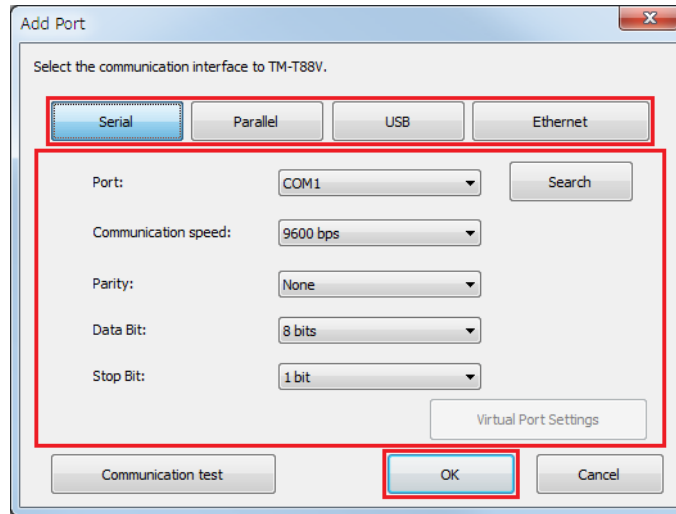 Add Port
Select the communication interface to TM-T88V.
Serial Parallel USB Ethernet
Port: COM1 Search
Communication speed: 9600 bps
Parity: None
Data Bit: 8 bits
Stop Bit: 1 bit
Virtual Port Settings
Communication test OK Cancel